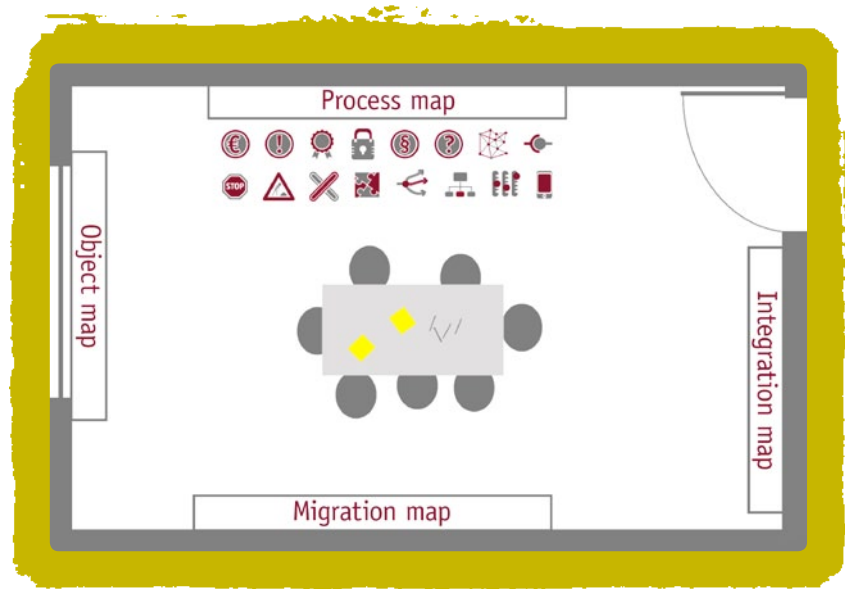 Process map
€ ! § ?
STOP
Object map
Integration map
Migration map